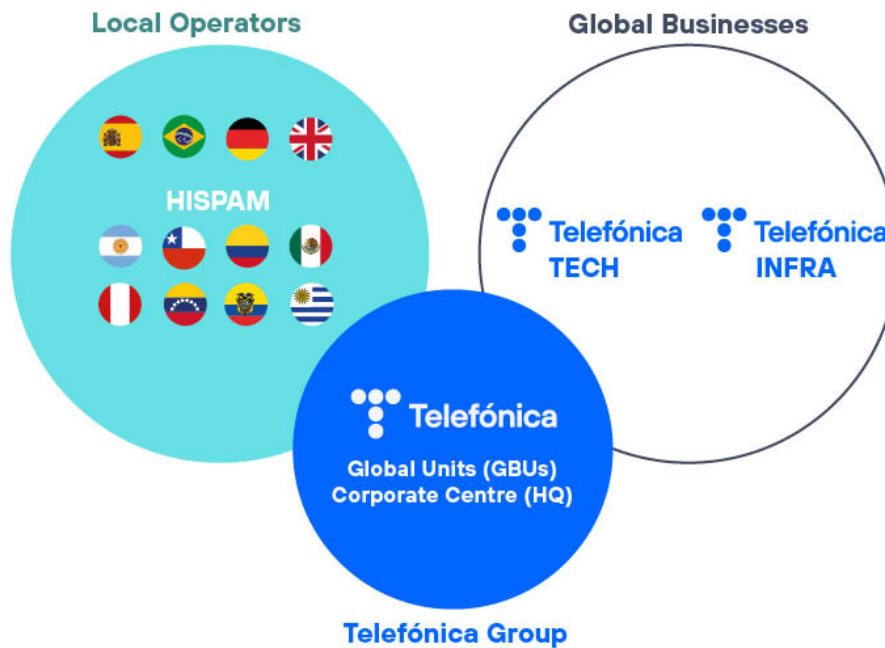 Local Operators
Global Businesses
HISPAM
Telefónica
TECH
Telefónica
INFRA
Telefónica
Global Units (GBUs)
Corporate Centre (HQ)
Telefónica Group